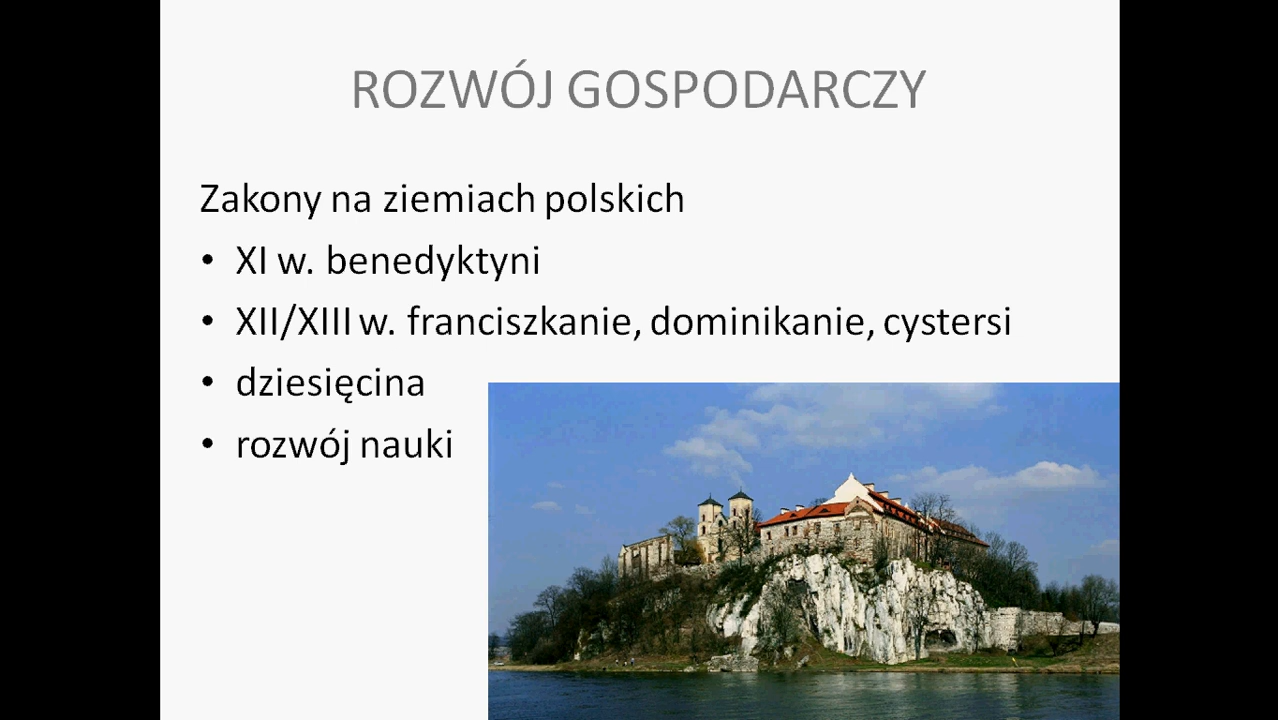 ROZWÓJ GOSPODARCZY
Zakony na ziemiach polskich
• XI w. benedyktyni
• XII/XIII w. franciszkanie, dominikanie, cystersi
• dziesięcina
• rozwój nauki